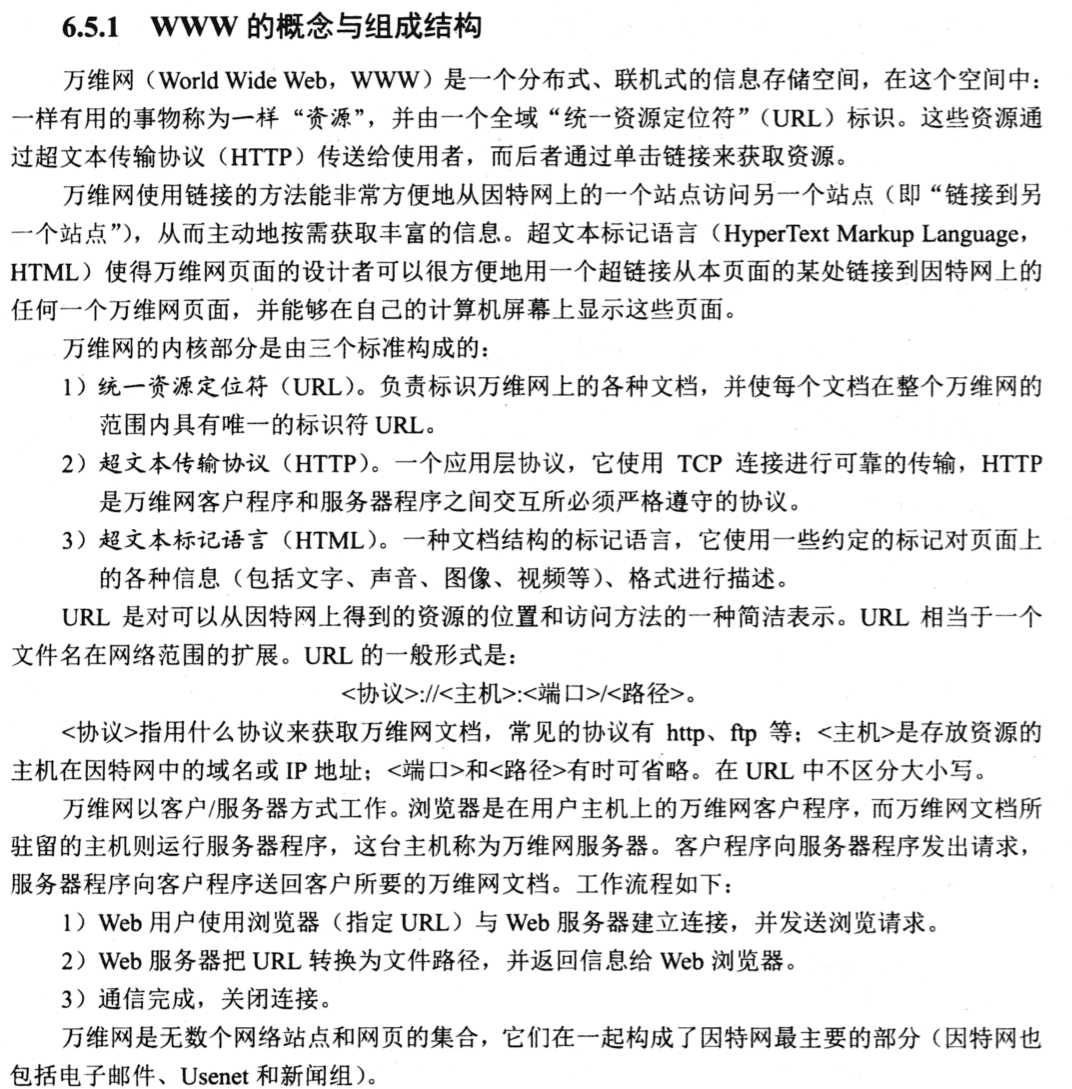 6.5.1 WWW 的概念与组成结构
万维网（World Wide Web，WWW）是一个分布式、联机式的信息存储空间，在这个空间中：
一样有用的事物称为一样“资源”，并由一个全域“统一资源定位符”（URL）标识。这些资源通
过超文本传输协议（HTTP）传送给使用者，而后者通过单击链接来获取资源。
万维网使用链接的方法能非常方便地从因特网上的一个站点访问另一个站点（即“链接到另
一个站点”），从而主动地按需获取丰富的信息。超文本标记语言（HyperText Markup Language，
HTML）使得万维网页面的设计者可以很方便地用一个超链接从本页面的某处链接到因特网上的
任何一个万维网页面，并能够在自己的计算机屏幕上显示这些页面。
万维网的内核部分是由三个标准构成的：
1）统一资源定位符（URL）。负责标识万维网上的各种文档，并使每个文档在整个万维网的
范围内具有唯一的标识符 URL。
2）超文本传输协议（HTTP）。一个应用层协议，它使用 TCP 连接进行可靠的传输，HTTP
是万维网客户程序和服务器程序之间交互所必须严格遵守的协议。
3）超文本标记语言（HTML）。一种文档结构的标记语言，它使用一些约定的标记对页面上
的各种信息（包括文字、声音、图像、视频等）、格式进行描述。
URL 是对可以从因特网上得到的资源的位置和访问方法的一种简洁表示。URL 相当于一个
文件名在网络范围的扩展。URL 的一般形式是：
<协议>://<主机>:<端口>/<路径>。
<协议>指用什么协议来获取万维网文档，常见的协议有 http、ftp 等；<主机>是存放资源的
主机在因特网中的域名或 IP 地址；<端口>和<路径>有时可省略。在 URL 中不区分大小写。
万维网以客户/服务器方式工作。浏览器是在用户主机上的万维网客户程序，而万维网文档所
驻留的主机则运行服务器程序，这台主机称为万维网服务器。客户程序向服务器程序发出请求，
服务器程序向客户程序送回客户所要的万维网文档。工作流程如下：
1）Web 用户使用浏览器（指定 URL）与 Web 服务器建立连接，并发送浏览请求。
2）Web 服务器把 URL 转换为文件路径，并返回信息给 Web 浏览器。
3）通信完成，关闭连接。
万维网是无数个网络站点和网页的集合，它们在一起构成了因特网最主要的部分（因特网也
包括电子邮件、Usenet 和新闻组）。